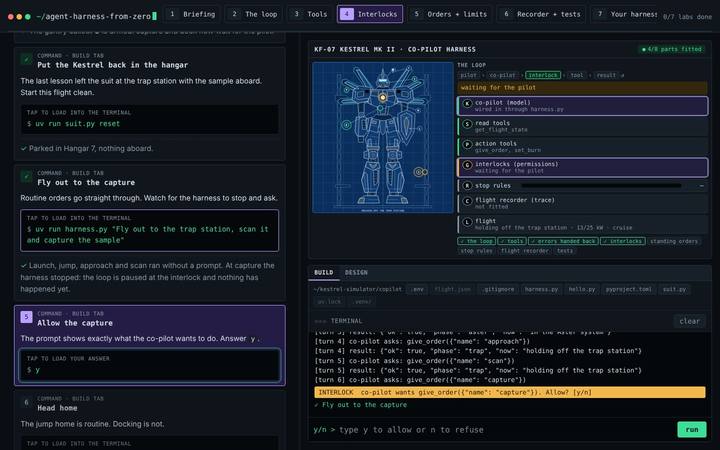 ~/agent-harness-from-zero
1 Briefing
2 The loop
3 Tools
4 Interlocks
5 Orders + limits
6 Recorder + tests
7 Your harness
0/7 labs done
COMMAND · BUILD TAB
Put the Kestrel back in the hangar
The last lesson left the suit at the trap station with the sample aboard.
Start this flight clean.
TAP TO LOAD INTO THE TERMINAL
$ uv run suit.py reset
✓ Parked in Hangar 7, nothing aboard.
COMMAND · BUILD TAB
Fly out to the capture
Routine orders go straight through. Watch for the harness to stop and ask.
TAP TO LOAD INTO THE TERMINAL
$ uv run harness.py "Fly out to the trap station, scan it
and capture the sample"
✓ Launch, jump, approach and scan ran without a prompt. At capture the
harness stopped: the loop is paused at the interlock and nothing has
happened yet.
5
COMMAND · BUILD TAB
Allow the capture
The prompt shows exactly what the co-pilot wants to do. Answer y .
TAP TO LOAD YOUR ANSWER
$ y
6
COMMAND · BUILD TAB
Head home
The jump home is routine. Docking is not.
TAP TO LOAD INTO THE TERMINAL
KF-07 KESTREL MK II · CO-PILOT HARNESS
4/8 parts fitted
THE LOOP
pilot › co-pilot › interlock › tool › result ↺
waiting for the pilot
K co-pilot (model)
wired in through harness.py
S read tools
get_flight_state
P action tools
give_order, set_burn
G interlocks (permissions)
waiting for the pilot
R stop rules
—
C flight recorder (trace)
not fitted
L flight
holding off the trap station · 13/25 kW · cruise
✓ the loop
✓ tools
✓ errors handed back
✓ interlocks
standing orders
stop rules
flight recorder
tests
BUILD
DESIGN
~/kestrel-simulator/copilot
.env
flight.json
.gitignore
harness.py
hello.py
pyproject.toml
suit.py
uv.lock
.venv/
TERMINAL
clear
[turn 4] co-pilot asks: give_order({"name": "approach"})
[turn 4] result: {"ok": true, "phase": "trap", "now": "holding off the trap station"}
[turn 5] co-pilot asks: give_order({"name": "scan"})
[turn 5] result: {"ok": true, "phase": "trap", "now": "holding off the trap station"}
[turn 6] co-pilot asks: give_order({"name": "capture"})
INTERLOCK co-pilot wants give_order({"name": "capture"}). Allow? [y/n]
✓ Fly out to the capture
y/n > type y to allow or n to refuse
run